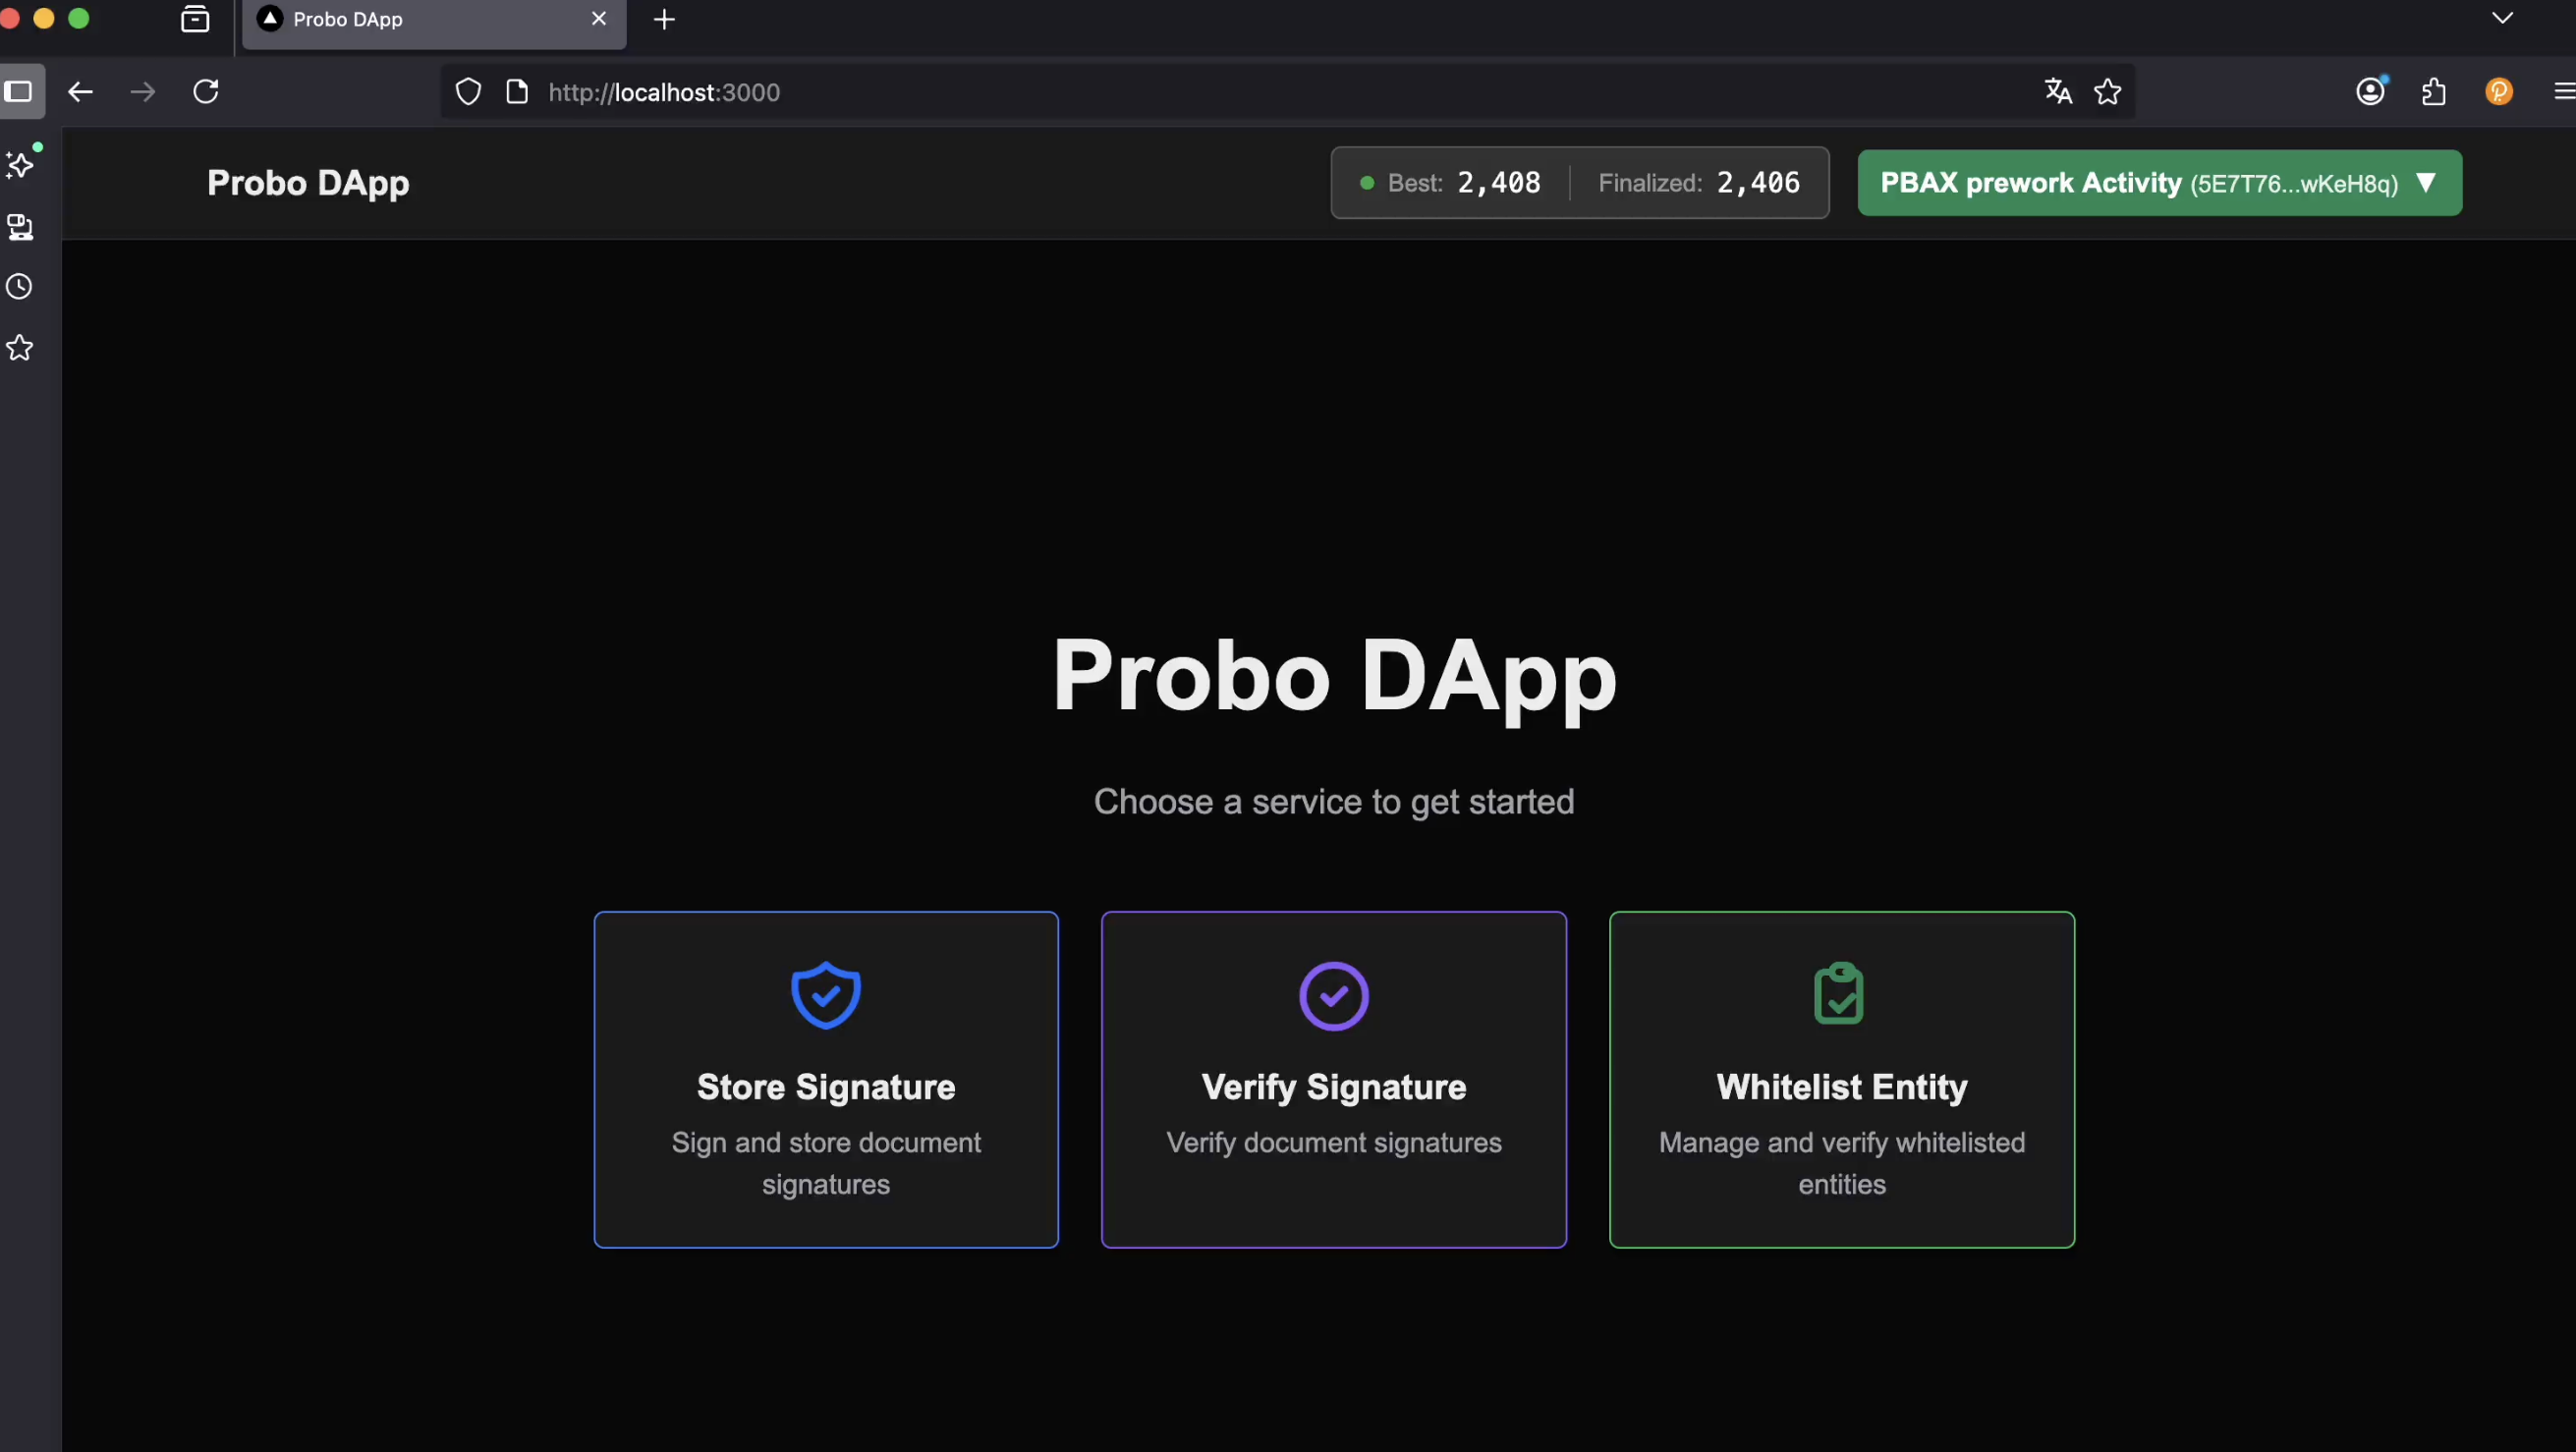 Probo DApp
http://localhost:3000
Probo DApp
Best: 2,408
Finalized: 2,406
PBAX prework Activity (5E7T76...wKeH8q) ▼
Probo DApp
Choose a service to get started
Store Signature
Sign and store document
signatures
Verify Signature
Verify document signatures
Whitelist Entity
Manage and verify whitelisted
entities